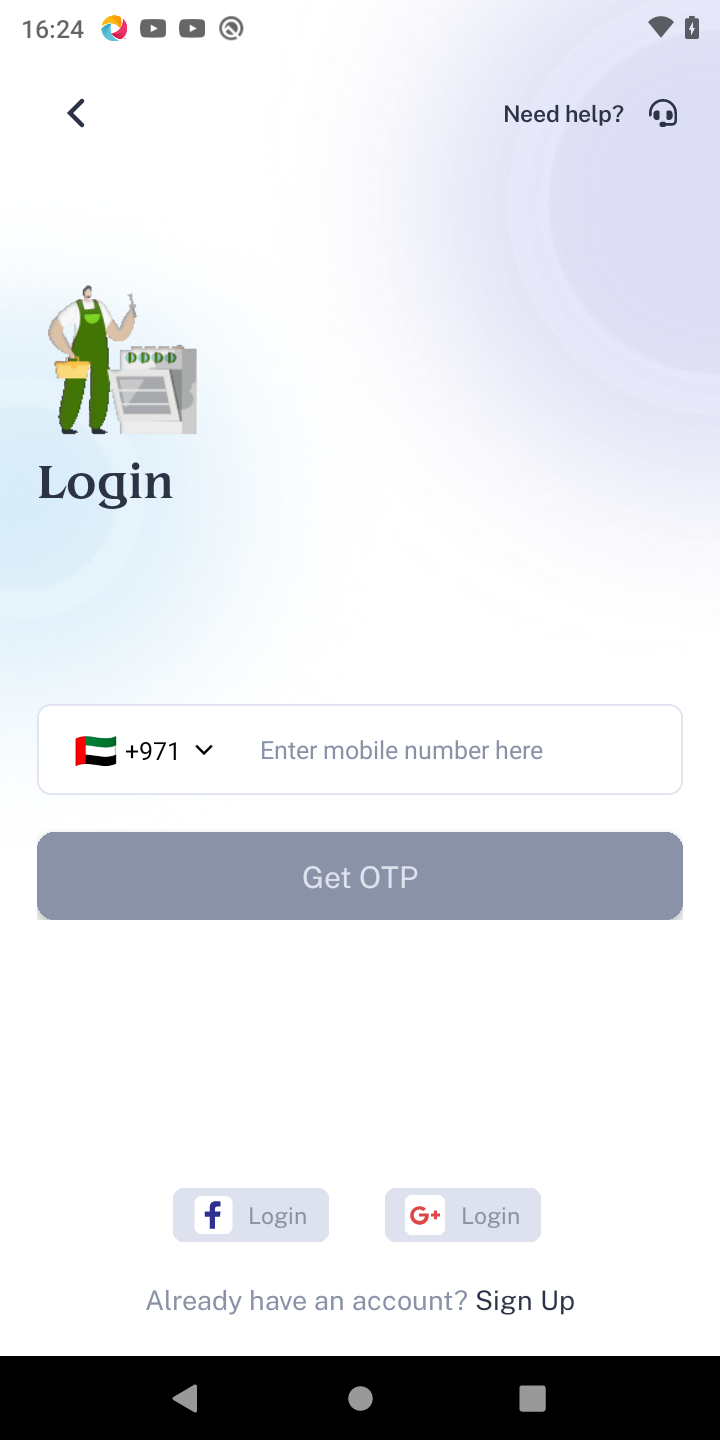 16:24
Need help?
Login
+971 Enter mobile number here
Get OTP
f Login G+ Login
Already have an account? Sign Up